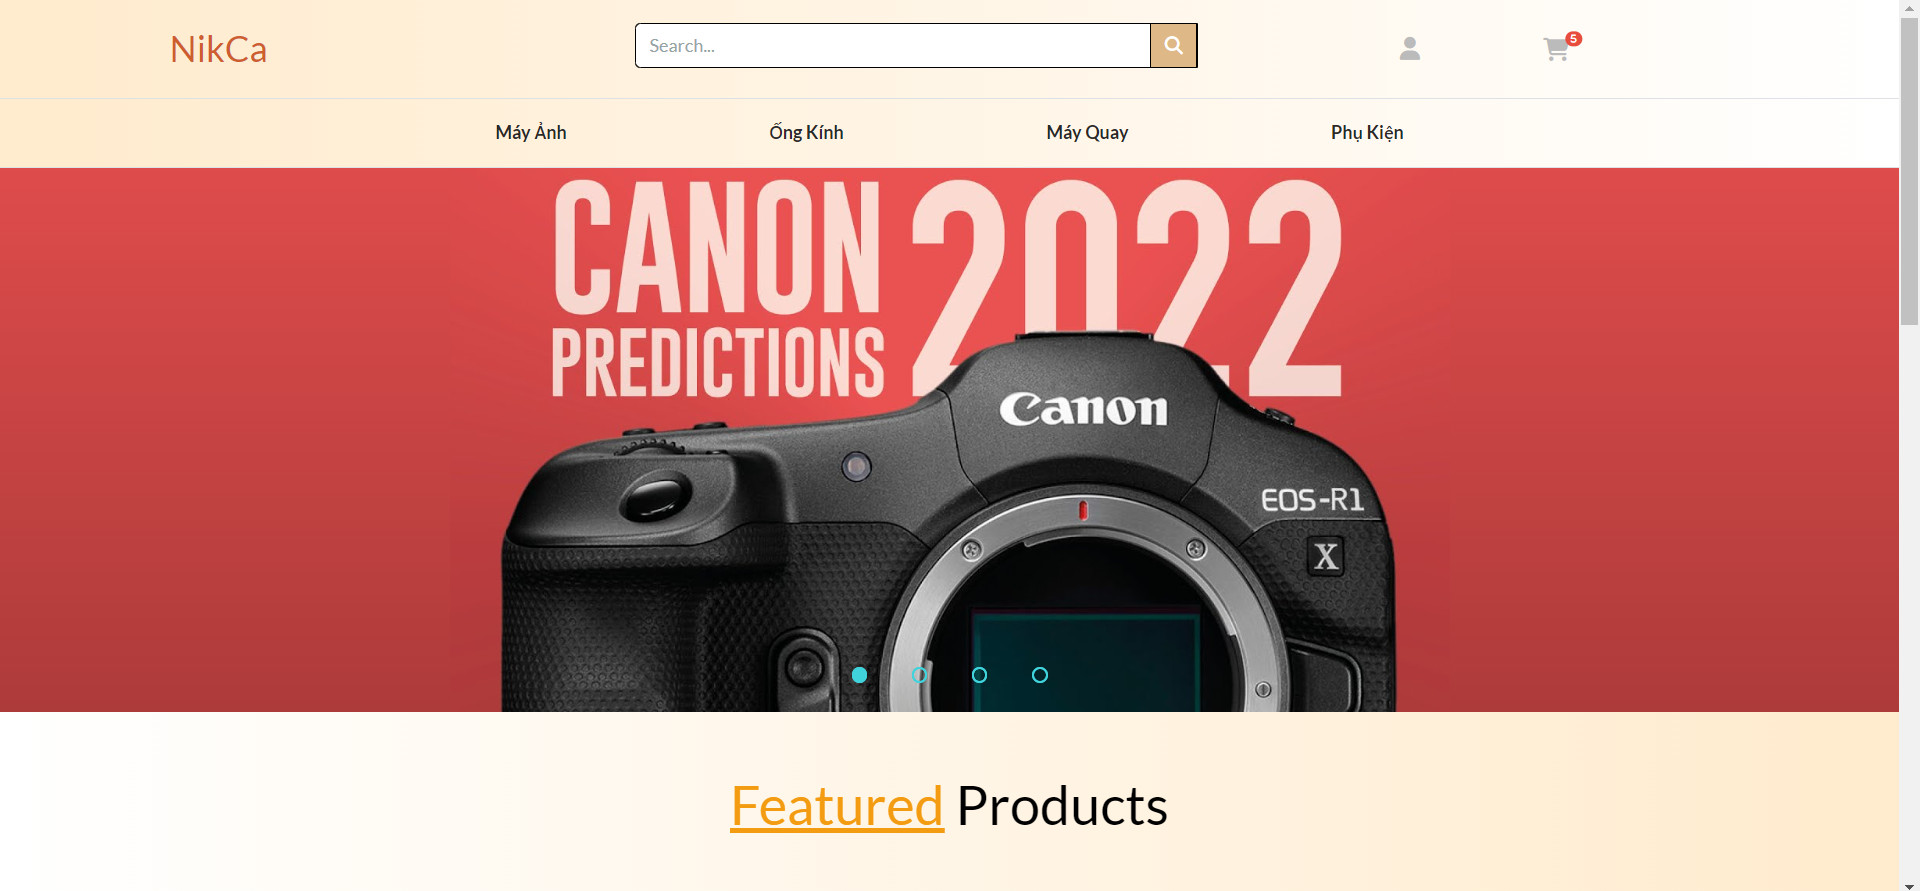 NikCa
Search...
5
Máy Ảnh
Ống Kính
Máy Quay
Phụ Kiện
CANON 2022
PREDICTIONS
Canon
EOS-R1
X
Featured Products